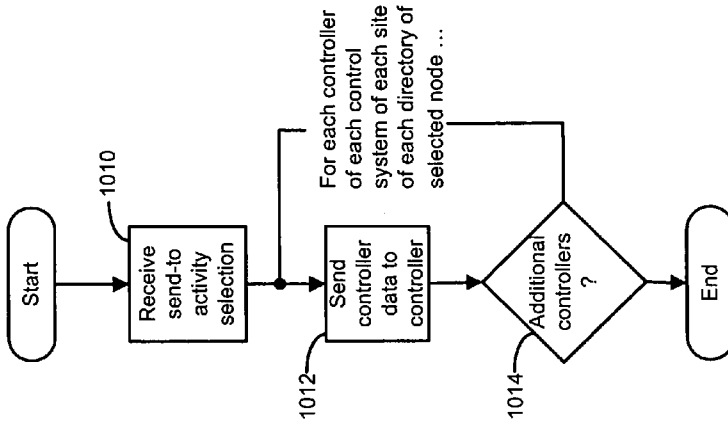 Start
1010
Receive
send-to
activity
selection
For each controller
of each control
system of each site
of each directory of
selected node ...
1012
Send
controller
data to
controller
1014
Additional
controllers
?
End